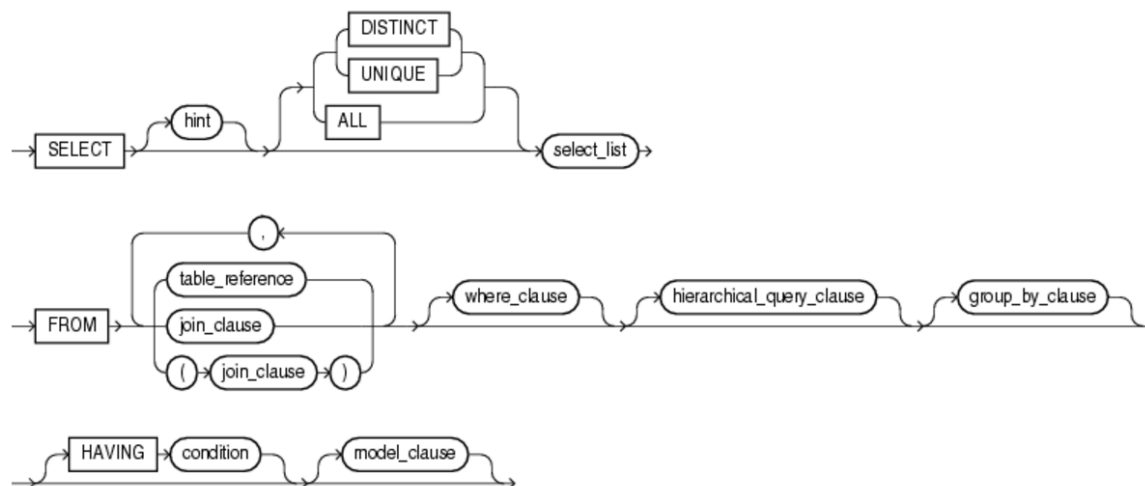 DISTINCT
UNIQUE
hint
ALL
SELECT
select_list
,
table_reference
where_clause
hierarchical_query_clause
group_by_clause
FROM
join_clause
( join_clause )
HAVING condition
model_clause